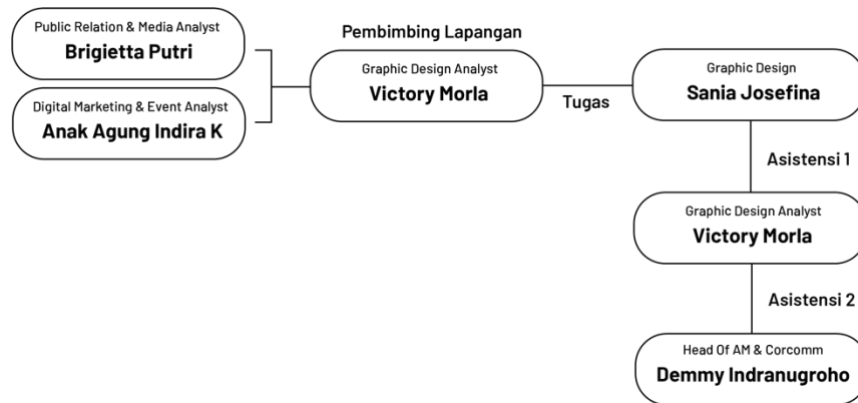 Public Relation & Media Analyst
Brigietta Putri
Digital Marketing & Event Analyst
Anak Agung Indira K
Pembimbing Lapangan
Graphic Design Analyst
Victory Morla
Tugas
Graphic Design
Sania Josefina
Asistensi 1
Graphic Design Analyst
Victory Morla
Asistensi 2
Head Of AM & Corcomm
Demmy Indranugroho